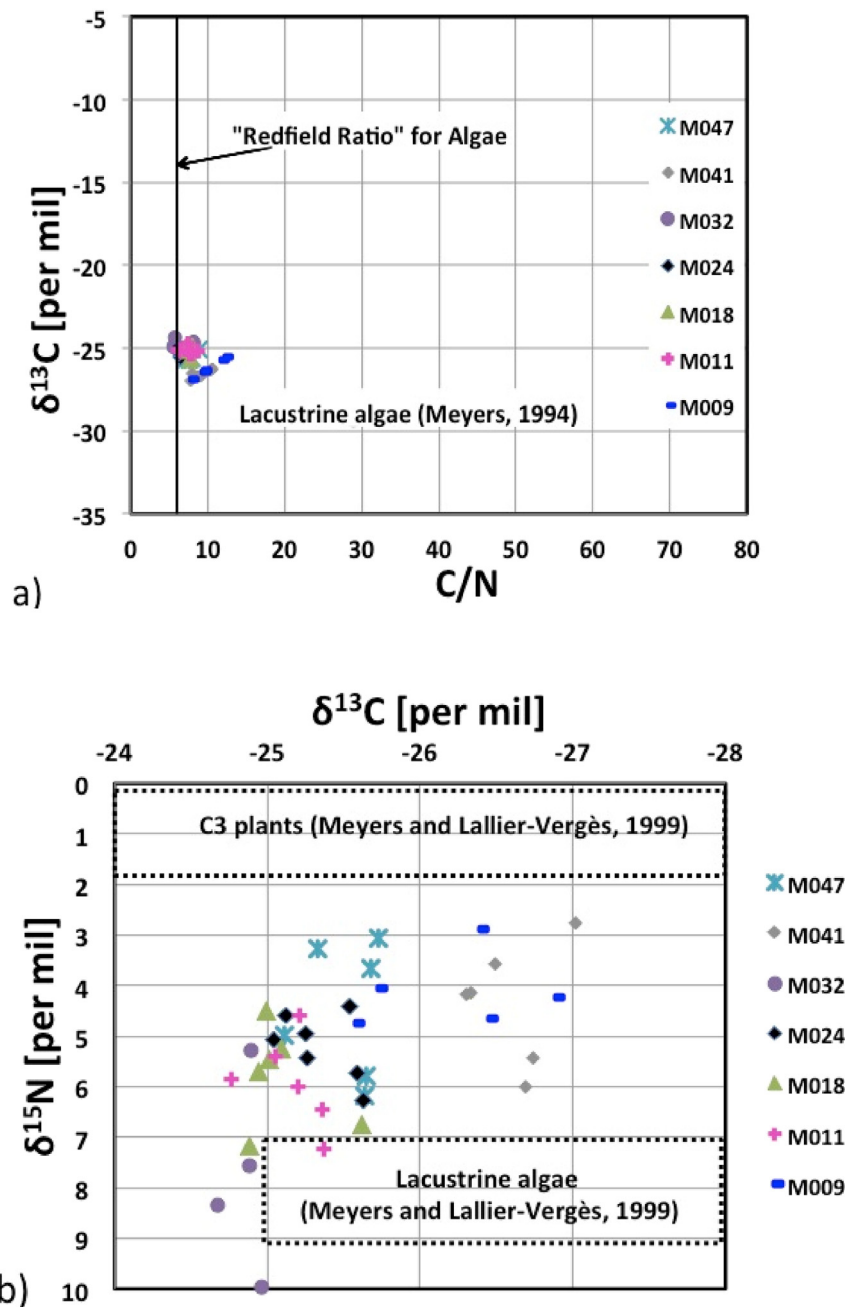 -5
-10
-15
-20
-25
-30
-35
δ13C [per mil]
"Redfield Ratio" for Algae
Lacustrine algae (Meyers, 1994)
M047
M041
M032
M024
M018
M011
M009
0 10 20 30 40 50 60 70 80
C/N
a)
δ13C [per mil]
-24 -25 -26 -27 -28
0
1
2
3
4
5
6
7
8
9
10
δ15N [per mil]
C3 plants (Meyers and Lallier-Vergès, 1999)
Lacustrine algae
(Meyers and Lallier-Vergès, 1999)
M047
M041
M032
M024
M018
M011
M009
b)